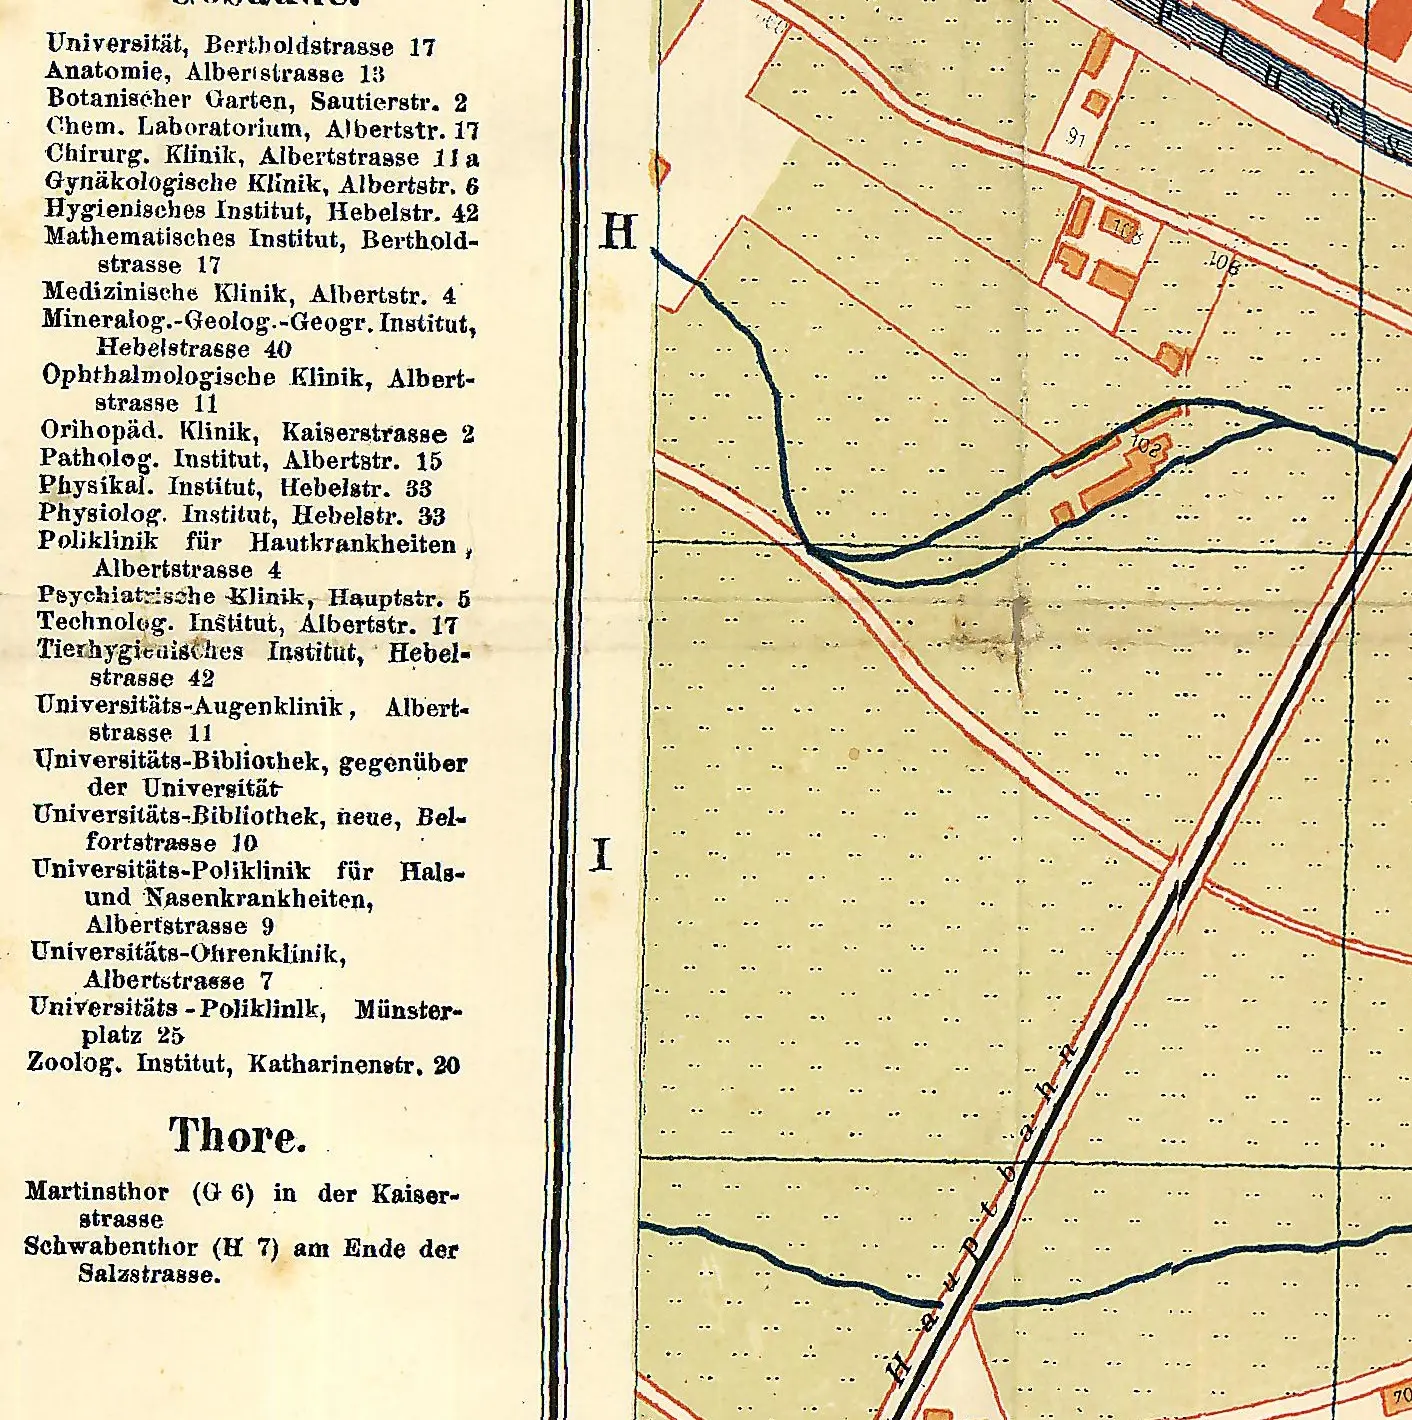 Universität, Bertholdstrasse 17
Anatomie, Albertstrasse 13
Botanischer Garten, Sautierstr. 2
Chem. Laboratorium, Albertstr. 17
Chirurg. Klinik, Albertstrasse 11a
Gynäkologische Klinik, Albertstr. 6
Hygienisches Institut, Hebelstr. 42
Mathematisches Institut, Berthold-
strasse 17
Medizinische Klinik, Albertstr. 4
Mineralog.-Geolog.-Geogr. Institut,
Hebelstrasse 40
Ophthalmologische Klinik, Albert-
strasse 11
Orthopäd. Klinik, Kaiserstrasse 2
Patholog. Institut, Albertstr. 15
Physikal. Institut, Hebelstr. 33
Physiolog. Institut, Hebelstr. 33
Poliklinik für Hautkrankheiten,
Albertstrasse 4
Psychiatrische Klinik, Hauptstr. 5
Technolog. Institut, Albertstr. 17
Tierhygienisches Institut, Hebel-
strasse 42
Universitäts-Augenklinik, Albert-
strasse 11
Universitäts-Bibliothek, gegenüber
der Universität
Universitäts-Bibliothek, neue, Bel-
fortstrasse 10
Universitäts-Poliklinik für Hals-
und Nasenkrankheiten,
Albertstrasse 9
Universitäts-Ohrenklinik,
Albertstrasse 7
Universitäts-Poliklinik, Münster-
platz 25
Zoolog. Institut, Katharinenstr. 20
Thore.
Martinsthor (G 6) in der Kaiser-
strasse
Schwabenthor (H 7) am Ende der
Salzstrasse.
H
I
Fluss
91
108
102
Hauptbahn
70